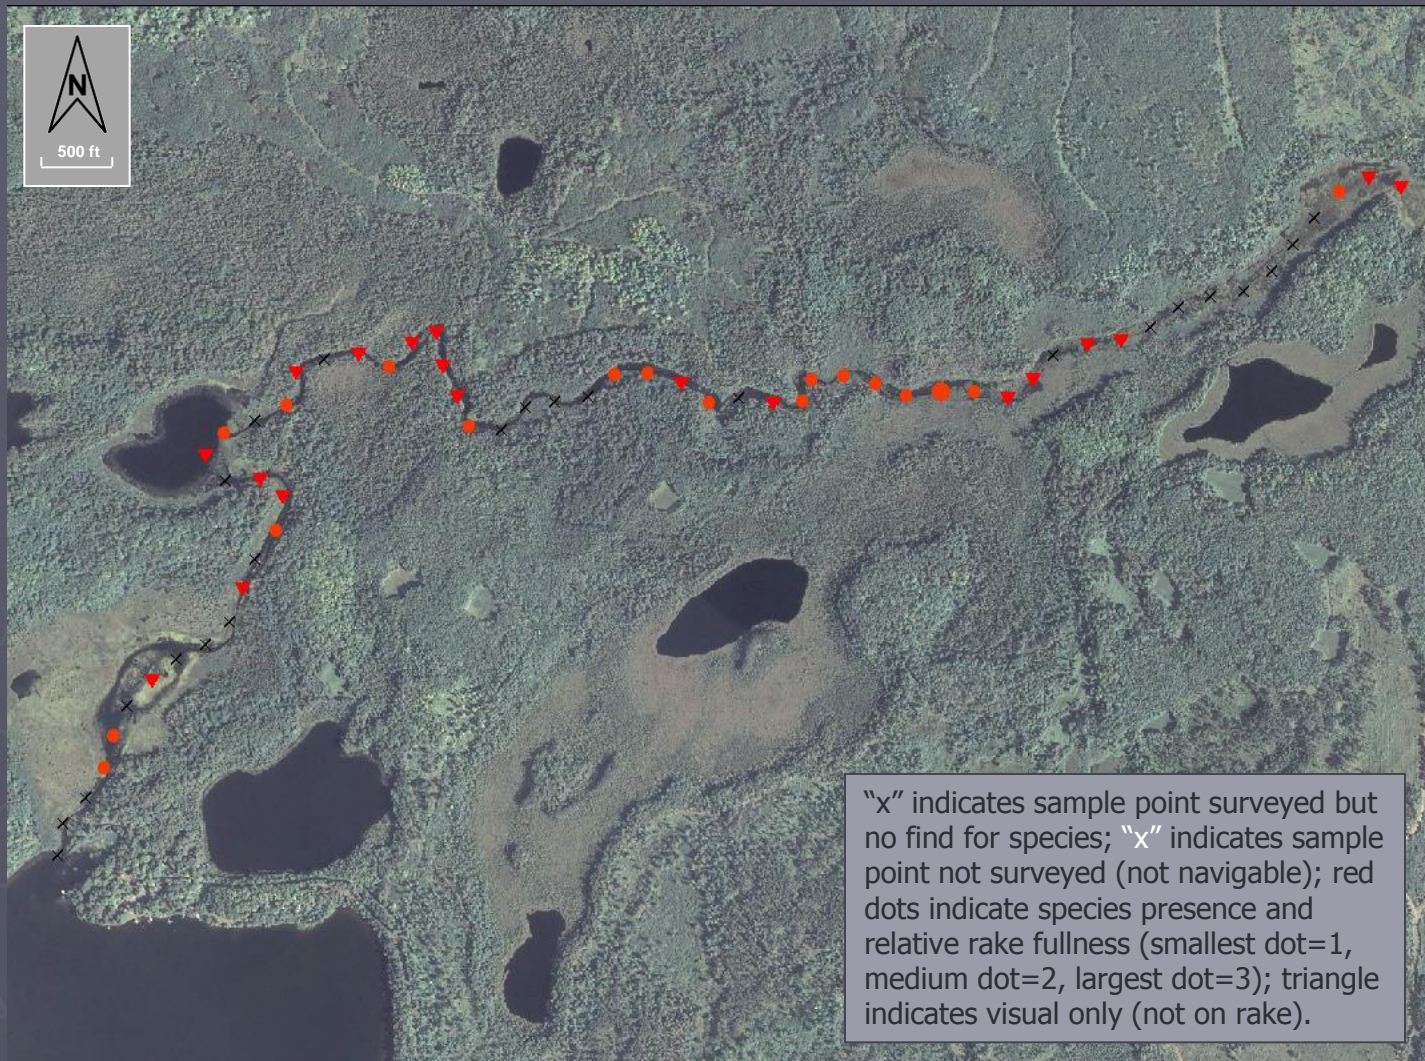 N
500 ft
“x” indicates sample point surveyed but
no find for species; “x” indicates sample
point not surveyed (not navigable); red
dots indicate species presence and
relative rake fullness (smallest dot=1,
medium dot=2, largest dot=3); triangle
indicates visual only (not on rake).